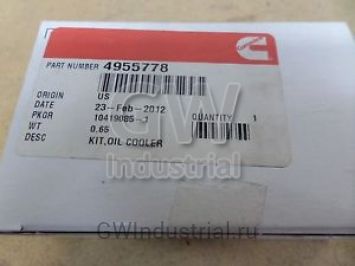 PART NUMBER 4955778
ORIGIN US
DATE 23-Feb-2012
PKGR 10419085-J QUANTITY 1
WT 0.65
DESC KIT,OIL COOLER
GW
Industrial
GWIndustrial.ru